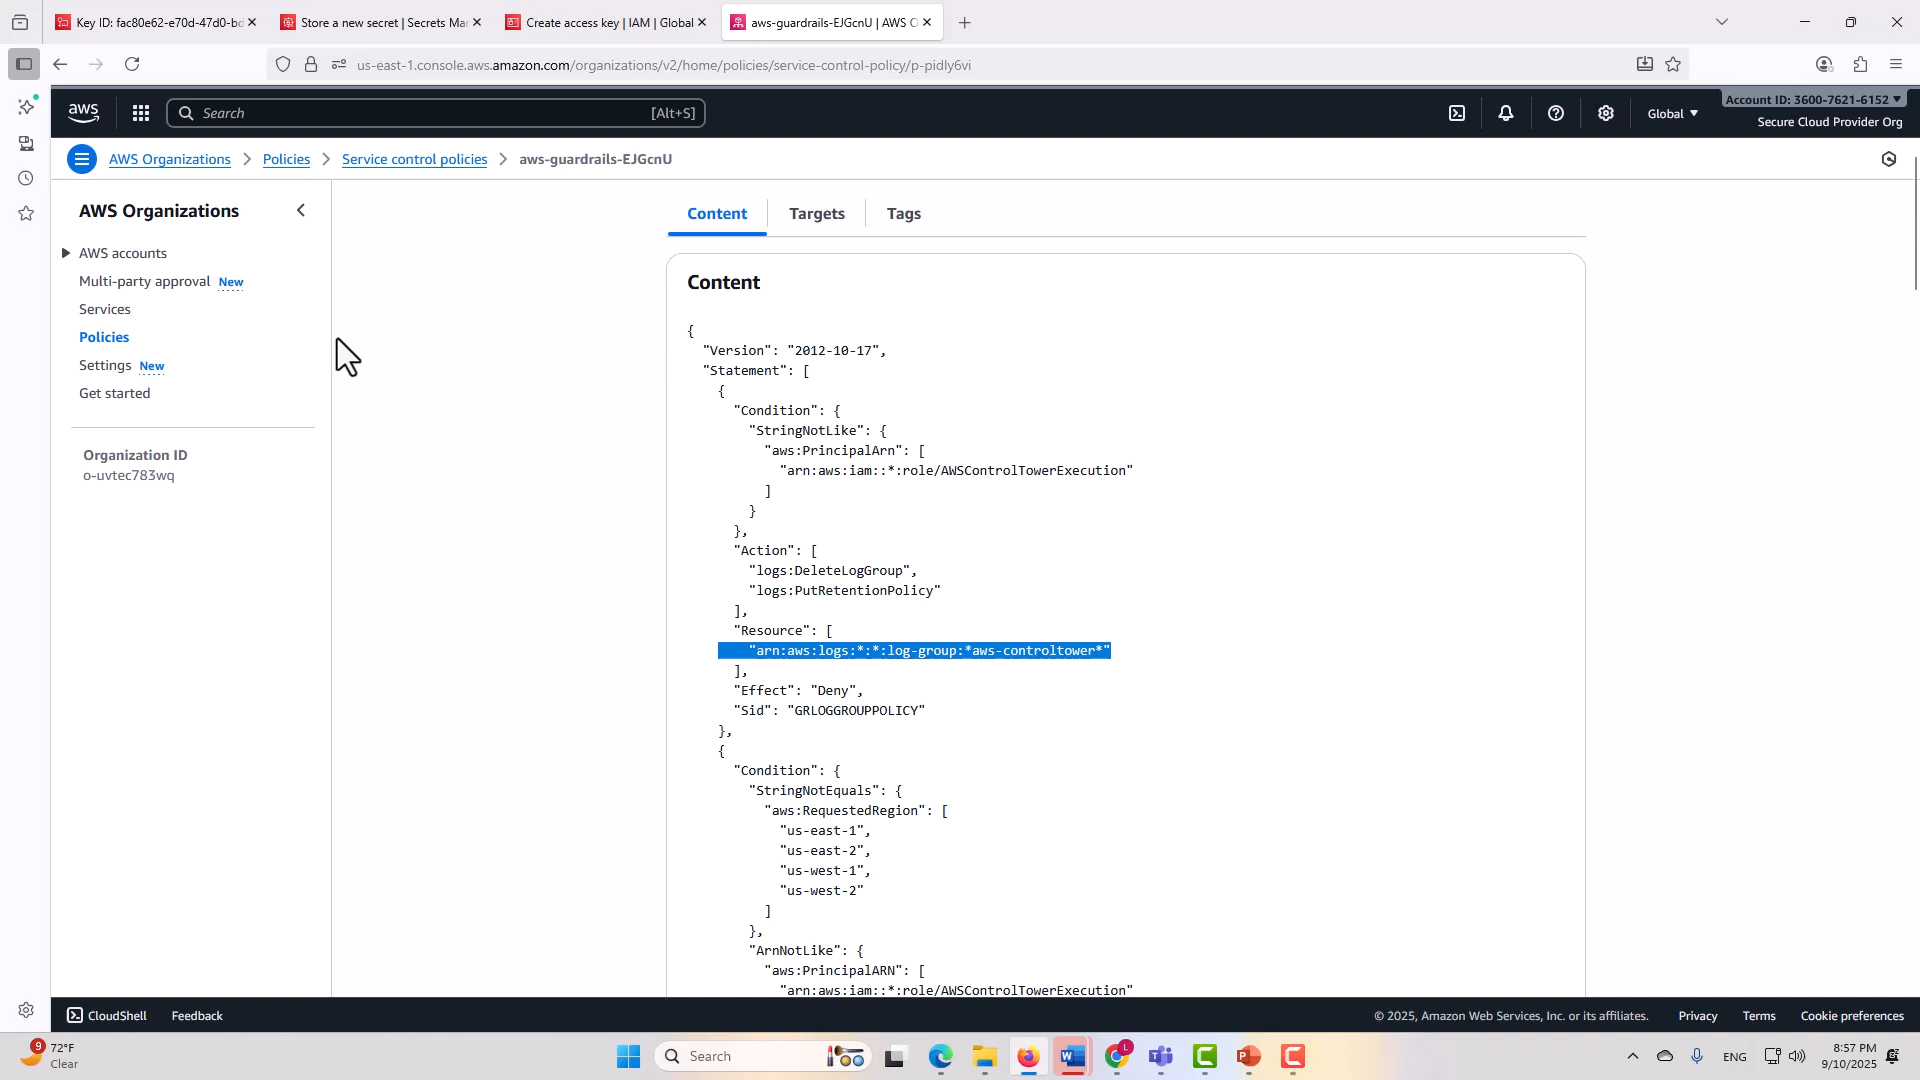 Key ID: fac80e62-e70d-47d0-bd
Store a new secret | Secrets Mar
Create access key | IAM | Global
aws-guardrails-EJGcnU | AWS O
us-east-1.console.aws.amazon.com/organizations/v2/home/policies/service-control-policy/p-pidly6vi
aws
Search
[Alt+S]
Global
Account ID: 3600-7621-6152
Secure Cloud Provider Org
AWS Organizations
Policies
Service control policies
aws-guardrails-EJGcnU
AWS Organizations
AWS accounts
Multi-party approval New
Services
Policies
Settings New
Get started
Organization ID
o-uvtec783wq
Content
Targets
Tags
Content
{
"Version": "2012-10-17",
"Statement": [
{
"Condition": {
"StringNotLike": {
"aws:PrincipalArn": [
"arn:aws:iam::*:role/AWSControlTowerExecution"
]
}
},
"Action": [
"logs:DeleteLogGroup",
"logs:PutRetentionPolicy"
],
"Resource": [
"arn:aws:logs:*:*:log-group:*aws-controltower*"
],
"Effect": "Deny",
"Sid": "GRLOGGROUPPOLICY"
},
{
"Condition": {
"StringNotEquals": {
"aws:RequestedRegion": [
"us-east-1",
"us-east-2",
"us-west-1",
"us-west-2"
]
},
"ArnNotLike": {
"aws:PrincipalARN": [
"arn:aws:iam::*:role/AWSControlTowerExecution"
CloudShell
Feedback
© 2025, Amazon Web Services, Inc. or its affiliates.
Privacy
Terms
Cookie preferences
9
72°F
Clear
Search
L
ENG
8:57 PM
9/10/2025